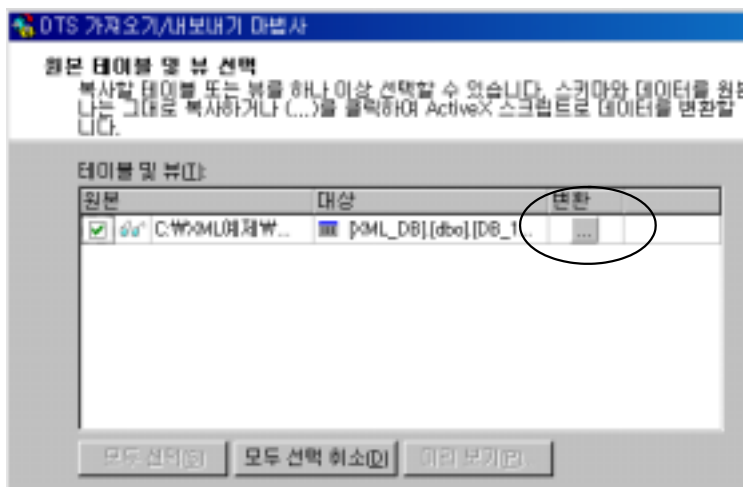 DTS 가져오기/내보내기 마법사
원본 테이블 및 뷰 선택
복사할 테이블 또는 뷰를 하나 이상 선택할 수 있습니다. 스키마와 데이터를 원본
나는 그대로 복사하거나 (...)를 클릭하여 ActiveX 스크립트로 데이터를 변환할
니다.
테이블 및 뷰(T):
원본 대상 변환
C:₩XML예제₩... [XML_DB].[dbo].[DB_1... ...
모두 선택(S) 모두 선택 취소(D) 미리 보기(P)